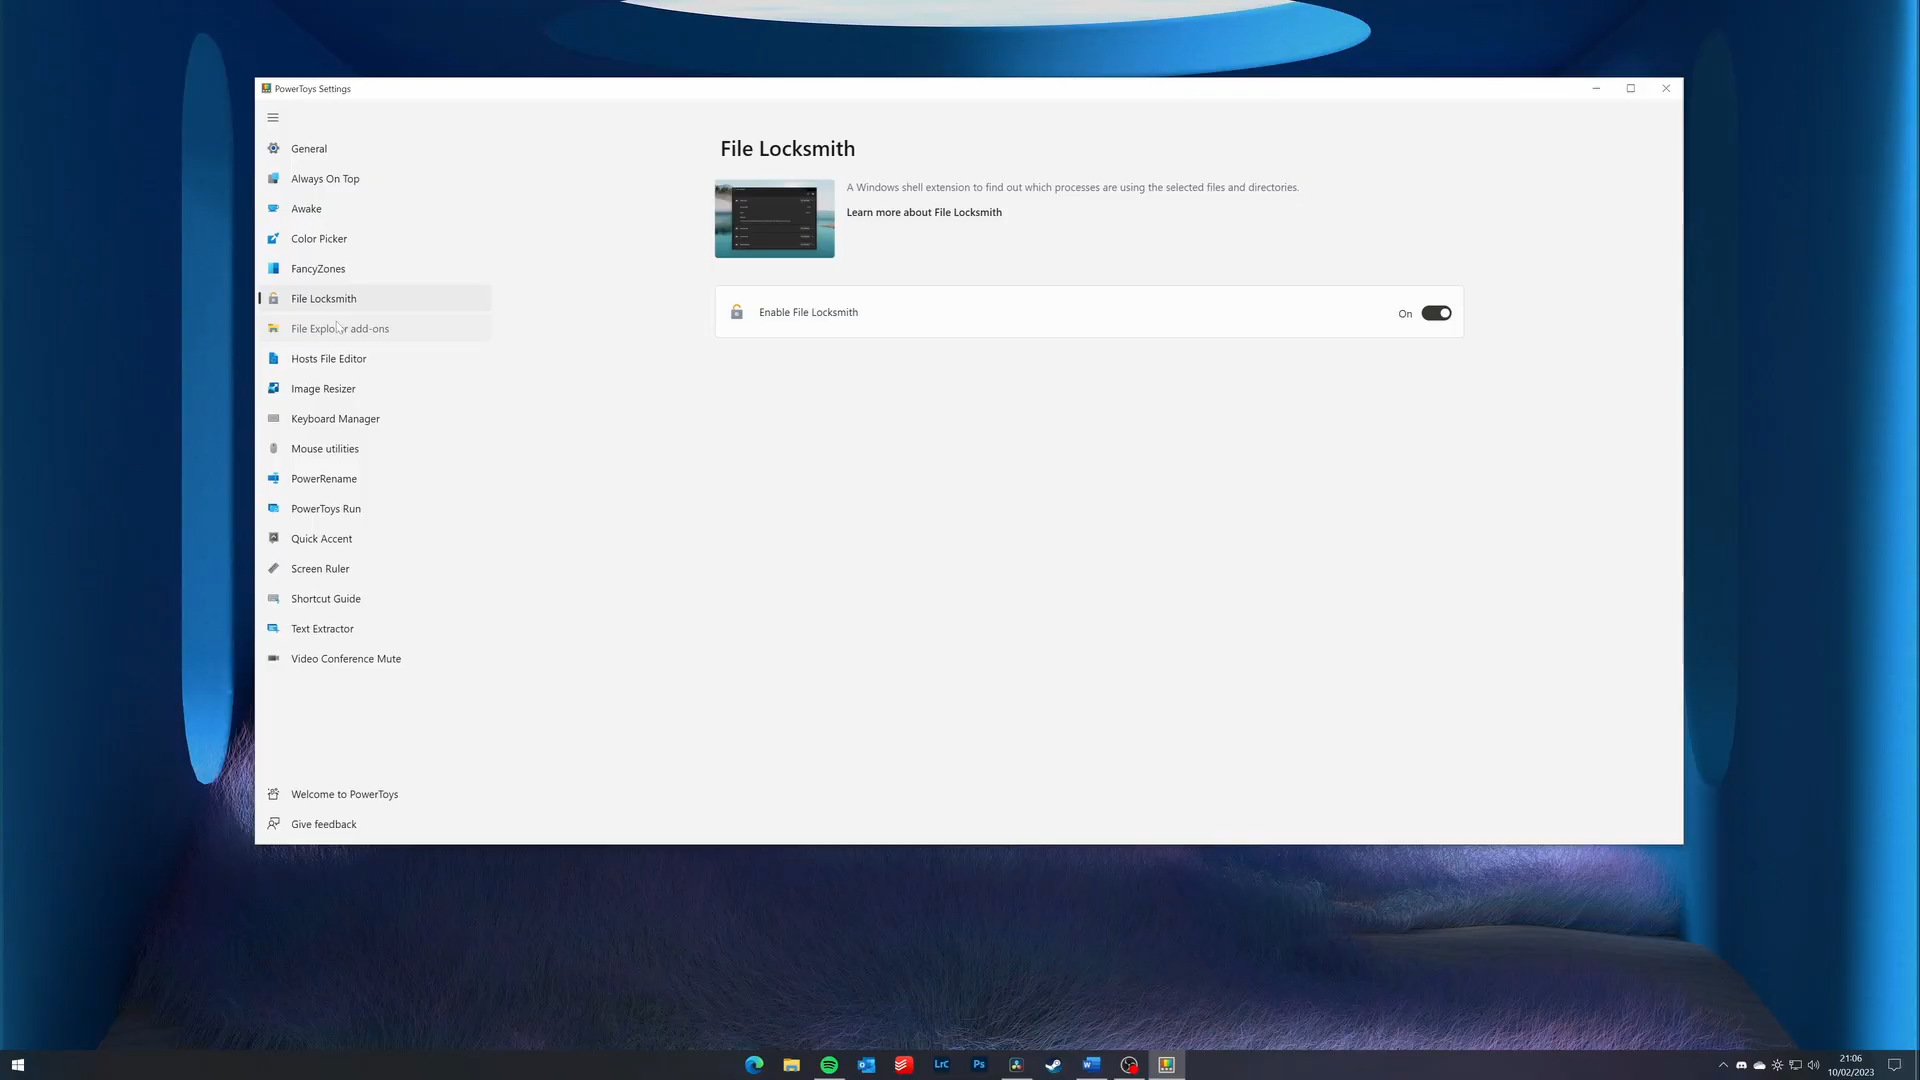 PowerToys Settings
General
Always On Top
Awake
Color Picker
FancyZones
File Locksmith
File Explorer add-ons
Hosts File Editor
Image Resizer
Keyboard Manager
Mouse utilities
PowerRename
PowerToys Run
Quick Accent
Screen Ruler
Shortcut Guide
Text Extractor
Video Conference Mute
Welcome to PowerToys
Give feedback
File Locksmith
A Windows shell extension to find out which processes are using the selected files and directories.
Learn more about File Locksmith
Enable File Locksmith
On
LrC
Ps
21:06
10/02/2023